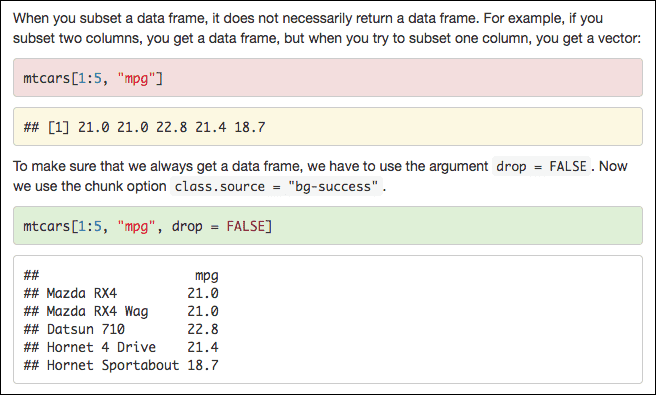 When you subset a data frame, it does not necessarily return a data frame. For example, if you
subset two columns, you get a data frame, but when you try to subset one column, you get a vector:
mtcars[1:5, "mpg"]
## [1] 21.0 21.0 22.8 21.4 18.7
To make sure that we always get a data frame, we have to use the argument drop = FALSE . Now
we use the chunk option class.source = "bg-success" .
mtcars[1:5, "mpg", drop = FALSE]
##                    mpg
## Mazda RX4         21.0
## Mazda RX4 Wag     21.0
## Datsun 710        22.8
## Hornet 4 Drive    21.4
## Hornet Sportabout 18.7